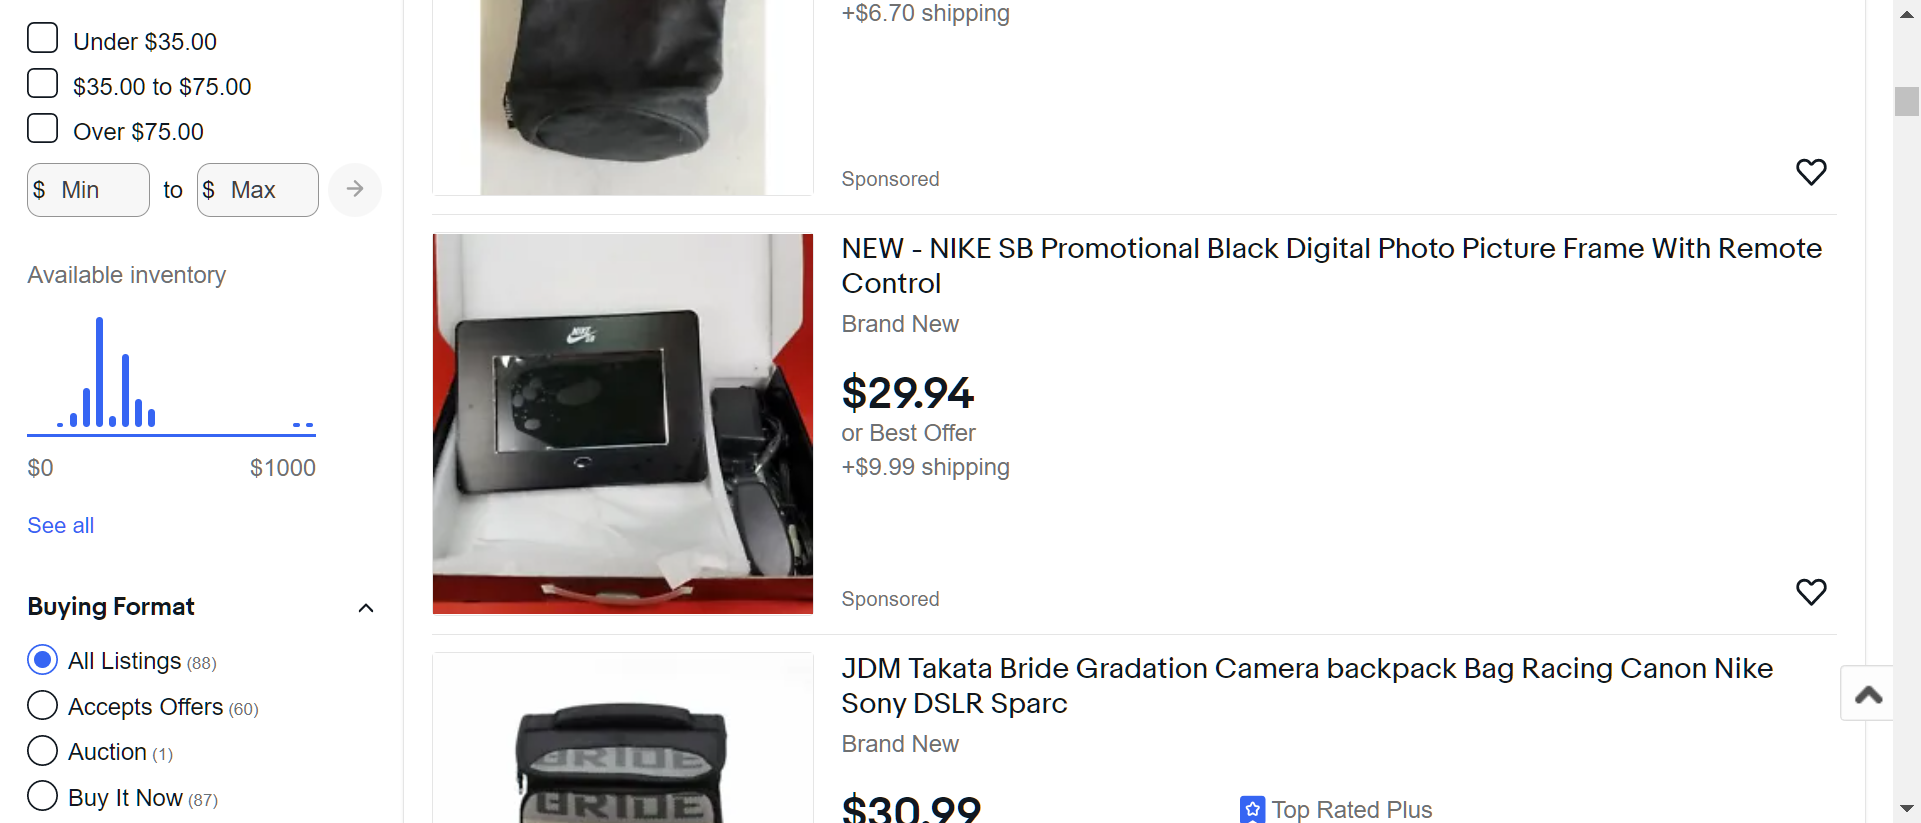 Under $35.00
$35.00 to $75.00
Over $75.00
$ Min to $ Max
Available inventory
$0 $1000
See all
Buying Format
All Listings (88)
Accepts Offers (60)
Auction (1)
Buy It Now (87)
+$6.70 shipping
Sponsored
NIKE SB
NEW - NIKE SB Promotional Black Digital Photo Picture Frame With Remote
Control
Brand New
$29.94
or Best Offer
+$9.99 shipping
Sponsored
BRIDE
BRIDE
JDM Takata Bride Gradation Camera backpack Bag Racing Canon Nike
Sony DSLR Sparc
Brand New
$30.99
Top Rated Plus